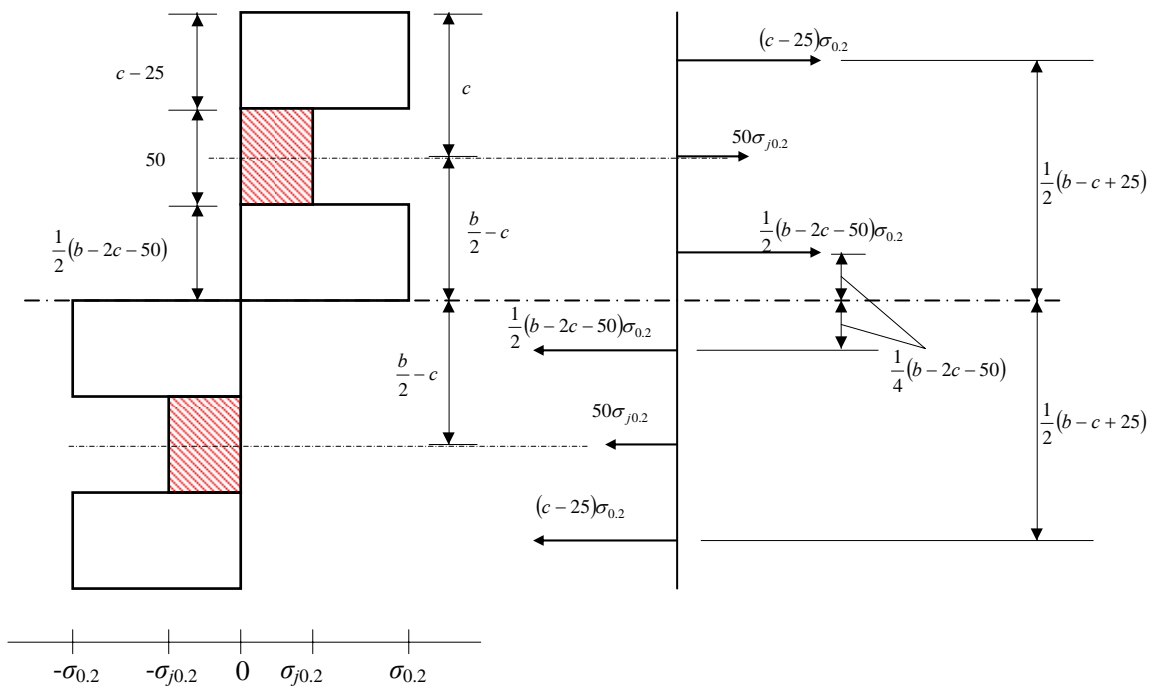 (c − 25)σ0.2
c − 25
c
50σj0.2
50
½(b − c + 25)
b/2 − c
½(b − 2c − 50)σ0.2
½(b − 2c − 50)
½(b − 2c − 50)σ0.2
¼(b − 2c − 50)
b/2 − c
50σj0.2
½(b − c + 25)
(c − 25)σ0.2
-σ0.2 -σj0.2 0 σj0.2 σ0.2